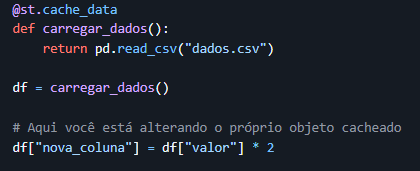 @st.cache_data
def carregar_dados():
    return pd.read_csv("dados.csv")

df = carregar_dados()

# Aqui você está alterando o próprio objeto cacheado
df["nova_coluna"] = df["valor"] * 2